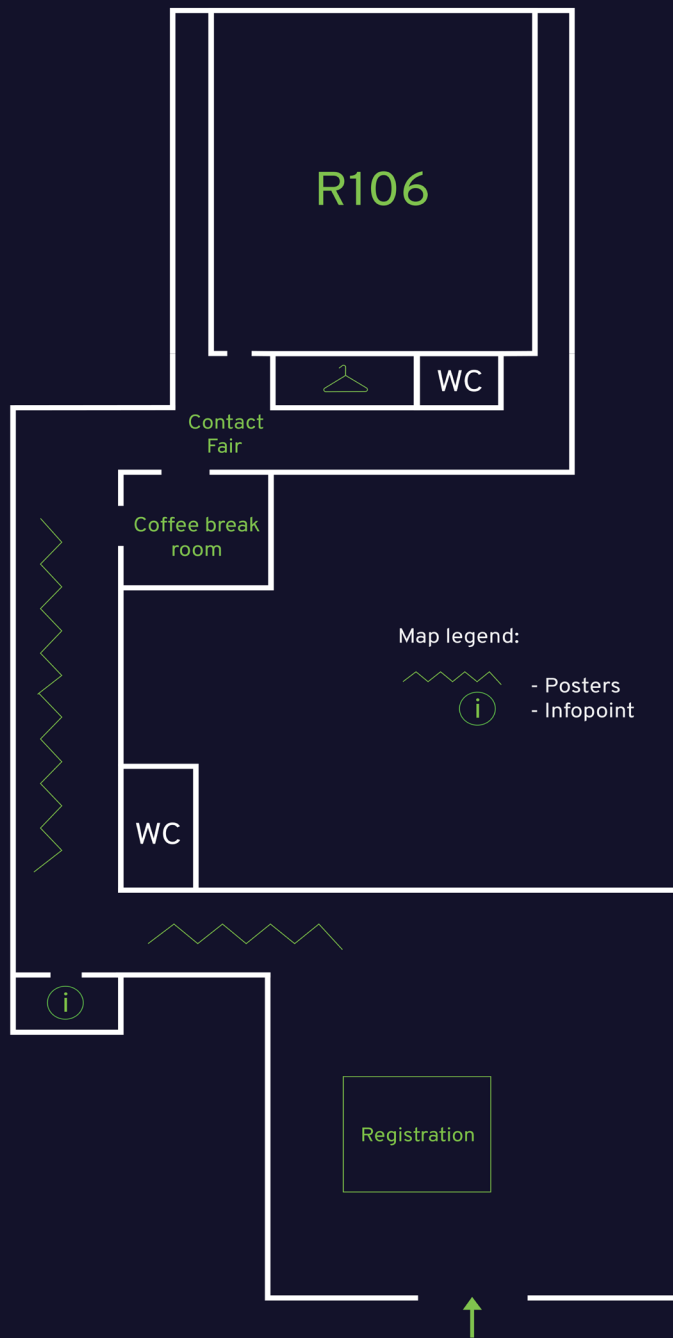 R106
WC
Contact
Fair
Coffee break
room
Map legend:
- Posters
i - Infopoint
WC
i
Registration